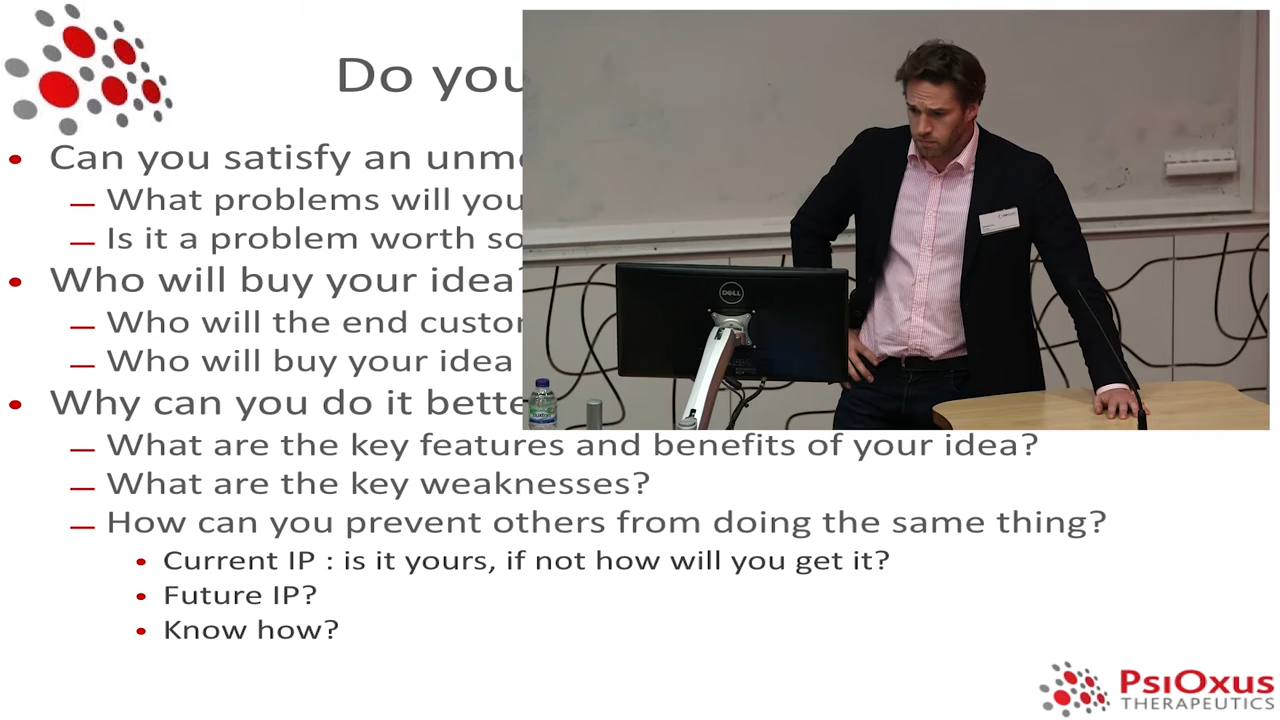 Do you
Can you satisfy an unm
— What problems will you
— Is it a problem worth so
Who will buy your idea?
— Who will the end custo
— Who will buy your idea
Why can you do it bette
— What are the key features and benefits of your idea?
— What are the key weaknesses?
— How can you prevent others from doing the same thing?
Current IP : is it yours, if not how will you get it?
Future IP?
Know how?
DELL
PsiOxus
THERAPEUTICS